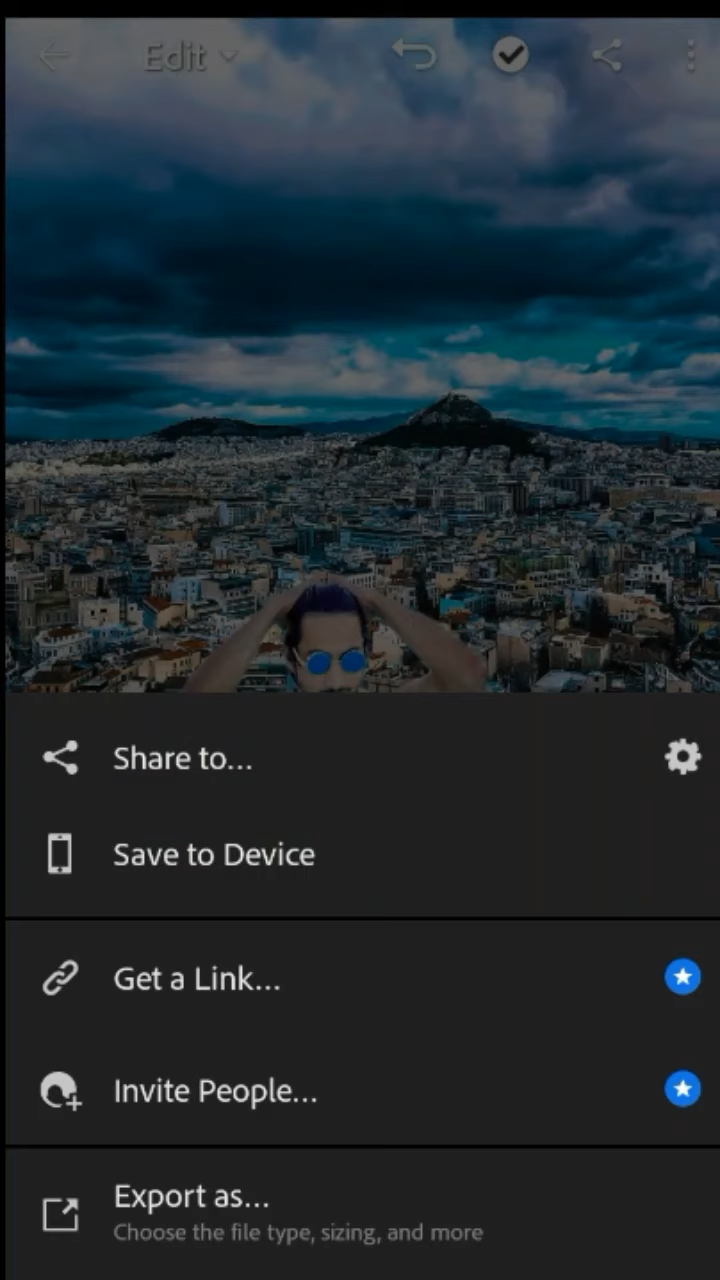 Edit
Share to...
Save to Device
Get a Link...
Invite People...
Export as...
Choose the file type, sizing, and more